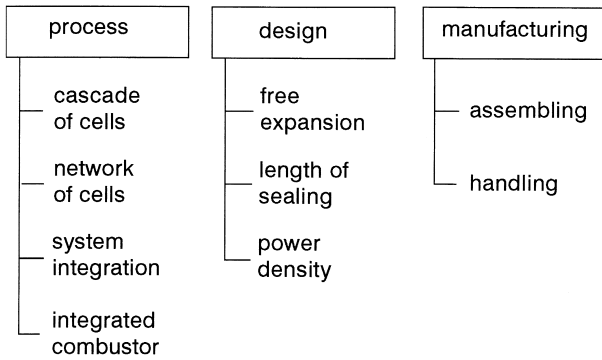 process
cascade
of cells
network
of cells
system
integration
integrated
combustor
design
free
expansion
length of
sealing
power
density
manufacturing
assembling
handling